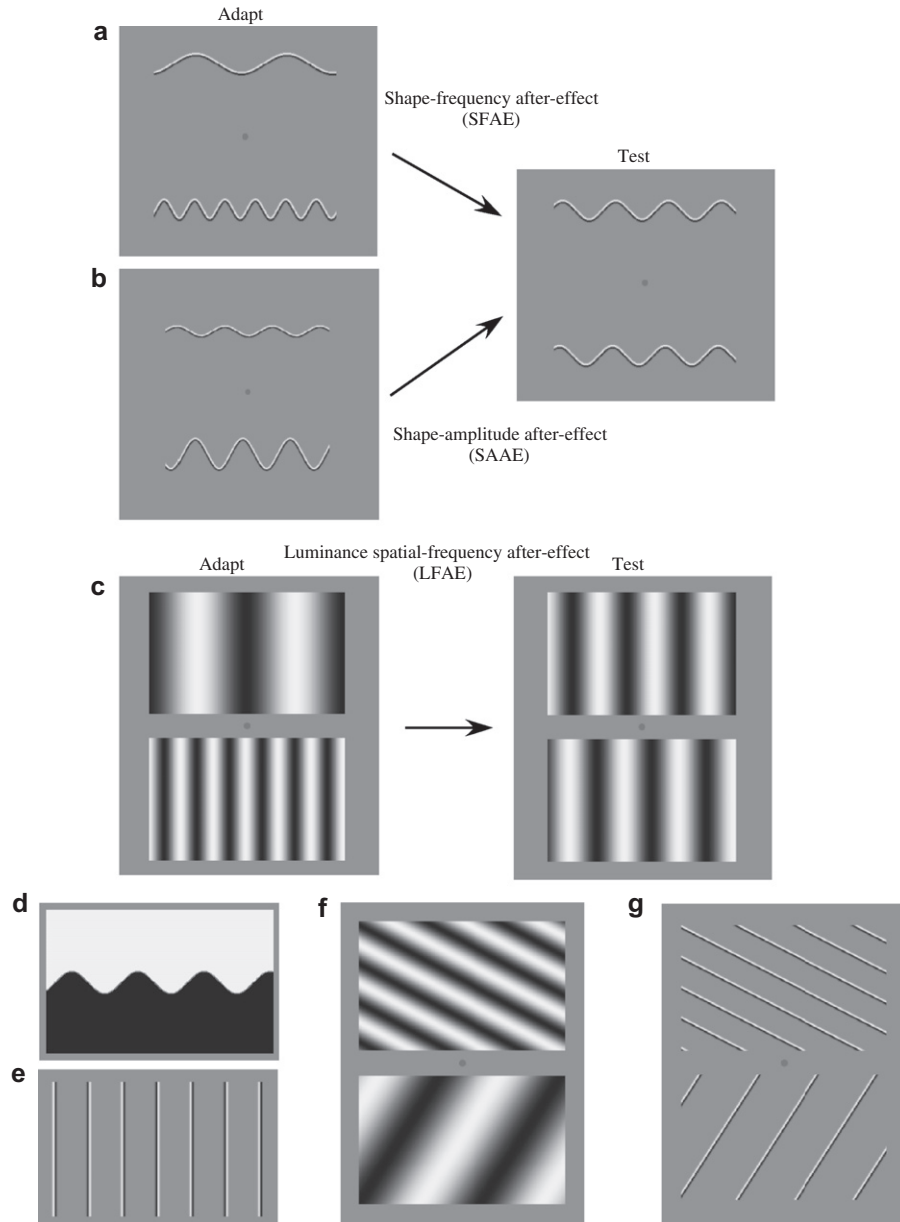 Adapt
a
Shape-frequency after-effect
(SFAE)
Test
b
Shape-amplitude after-effect
(SAAE)
Luminance spatial-frequency after-effect
(LFAE)
Adapt
Test
c
d
e
f
g